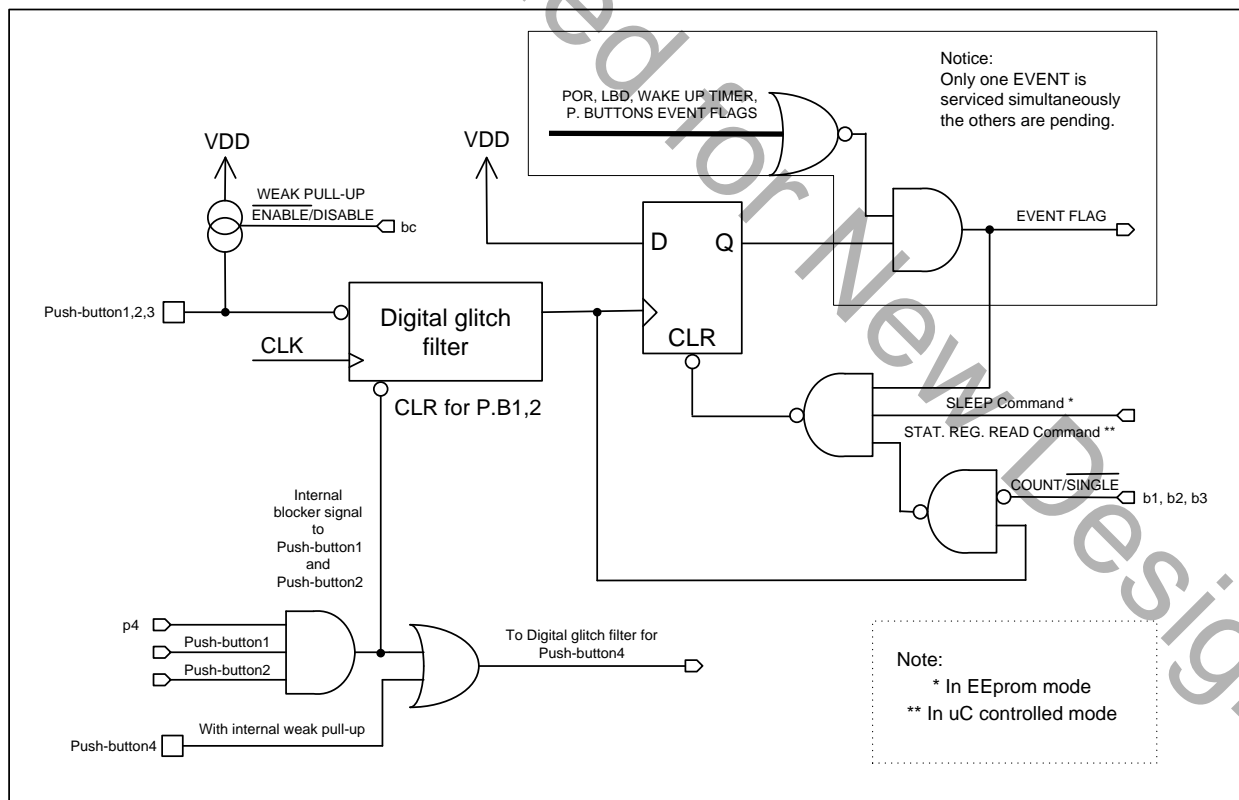 POR, LBD, WAKE UP TIMER,
P. BUTTONS EVENT FLAGS
Notice:
Only one EVENT is
serviced simultaneously
the others are pending.
VDD
VDD
WEAK PULL-UP
ENABLE/DISABLE
bc
D
Q
CLR
EVENT FLAG
Push-button1,2,3
CLK
Digital glitch
filter
CLR for P.B1,2
SLEEP Command *
STAT. REG. READ Command **
COUNT/SINGLE
b1, b2, b3
Internal
blocker signal
to
Push-button1
and
Push-button2
p4
Push-button1
Push-button2
To Digital glitch filter for
Push-button4
With internal weak pull-up
Push-button4
Note:
* In EEprom mode
** In uC controlled mode
for New Design